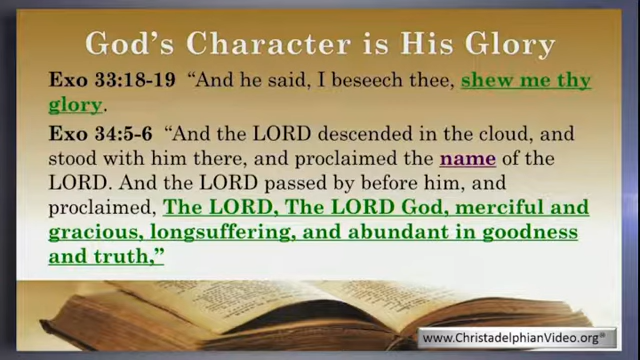 God's Character is His Glory
Exo 33:18-19 “And he said, I beseech thee, shew me thy
glory.
Exo 34:5-6 “And the LORD descended in the cloud, and
stood with him there, and proclaimed the name of the
LORD. And the LORD passed by before him, and
proclaimed, The LORD, The LORD God, merciful and
gracious, longsuffering, and abundant in goodness
and truth,”
www.ChristadelphianVideo.org®